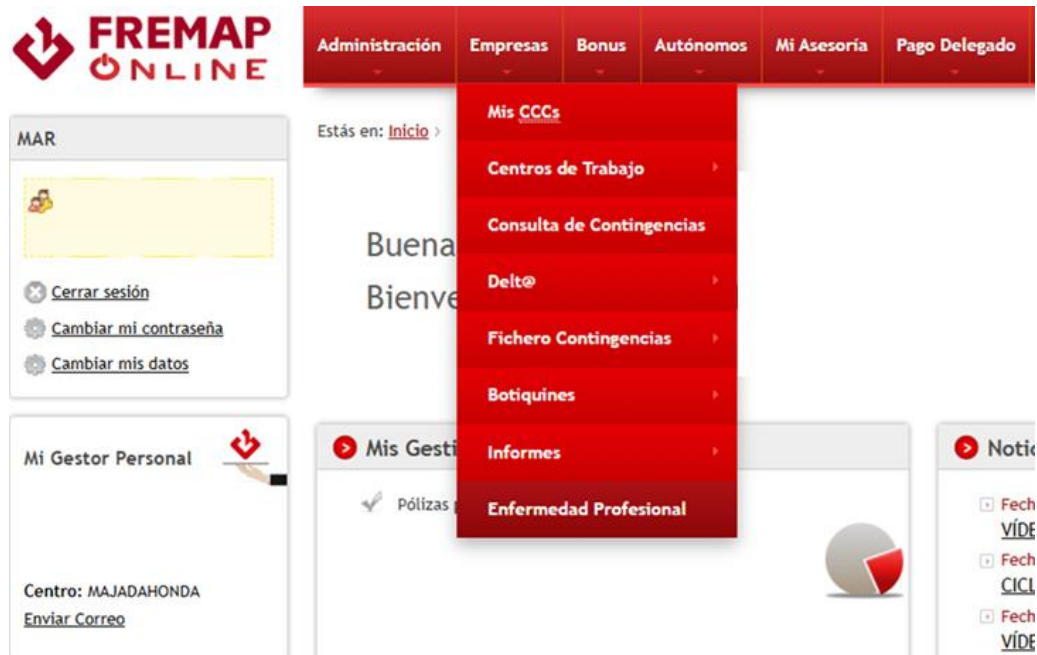 FREMAP
ONLINE
Administración
Empresas
Bonus
Autónomos
Mi Asesoría
Pago Delegado
Mis CCCs
Centros de Trabajo
Consulta de Contingencias
Delt@
Fichero Contingencias
Botiquines
Informes
Enfermedad Profesional
MAR
Cerrar sesión
Cambiar mi contraseña
Cambiar mis datos
Mi Gestor Personal
Centro: MAJADAHONDA
Enviar Correo
Estás en: Inicio >
Buena
Bienve
Mis Gesti
Pólizas
Notic
Fech
VÍDE
Fech
CICL
Fech
VÍDE